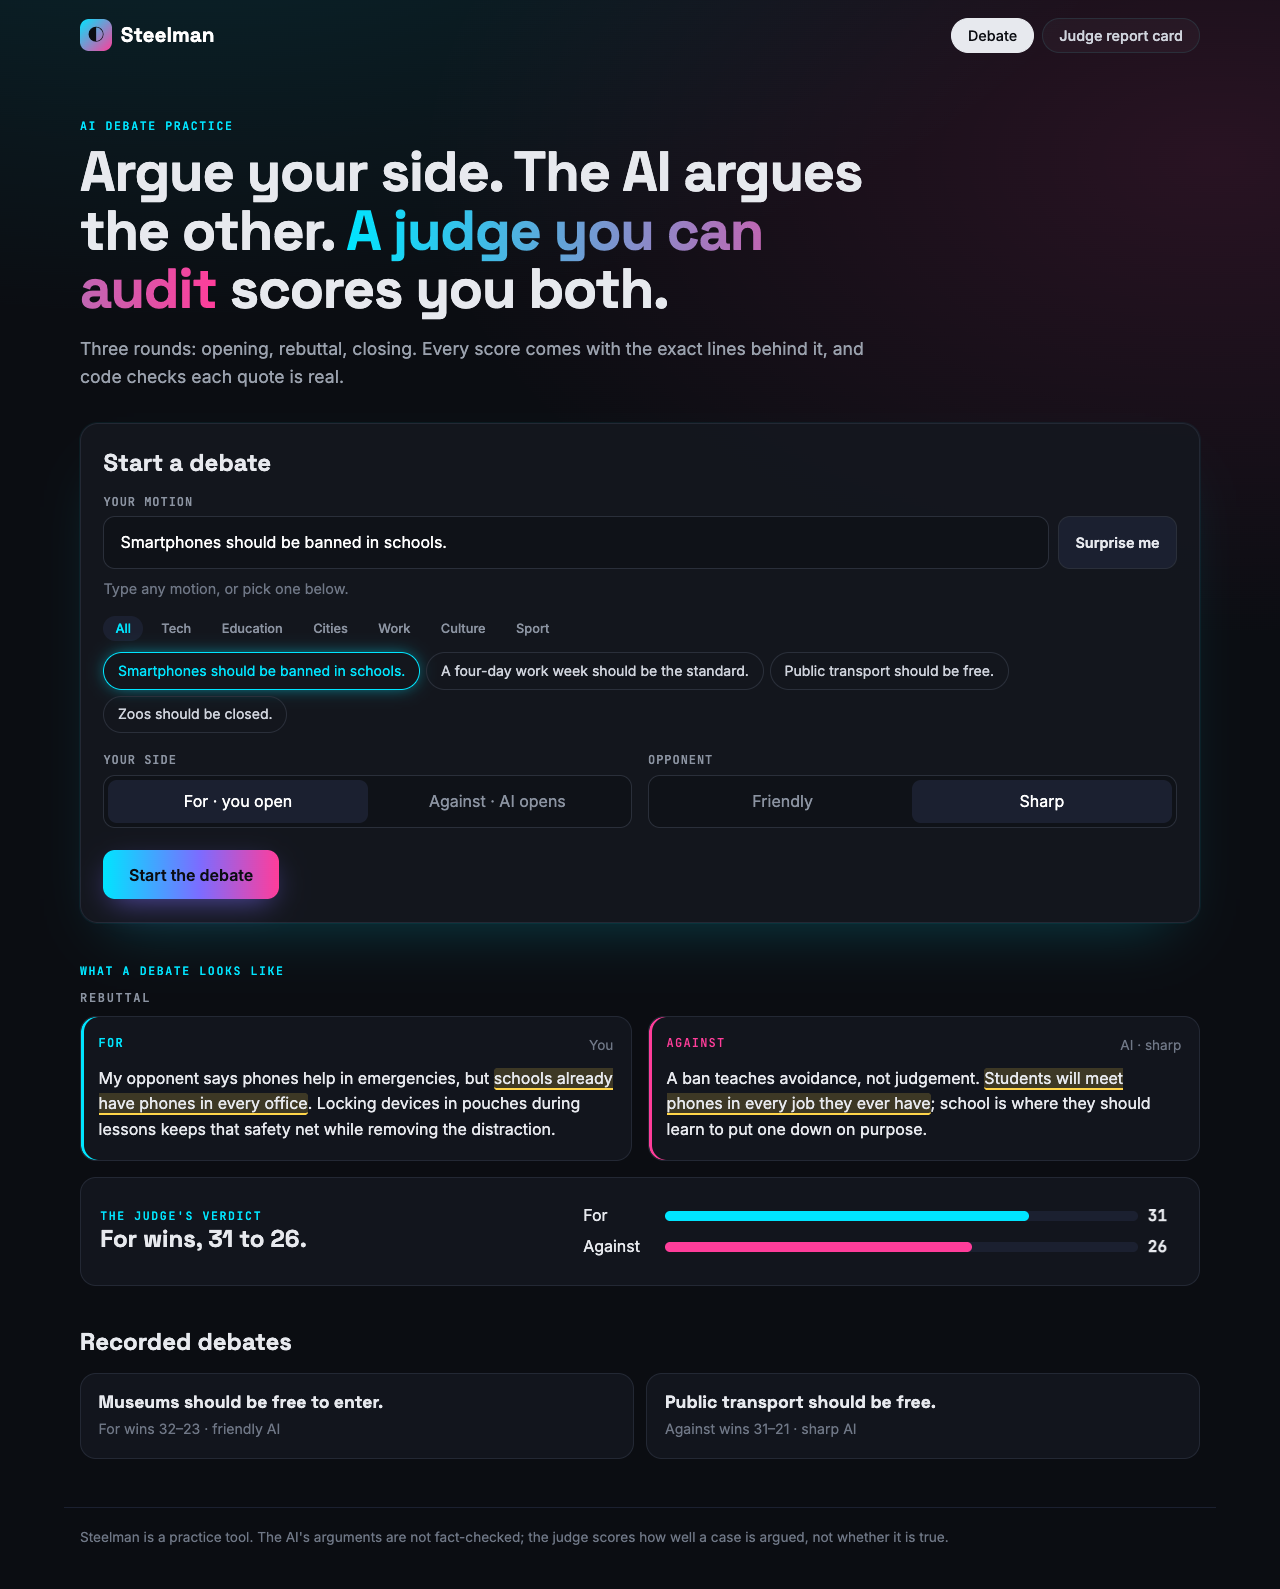 Steelman
Debate
Judge report card
AI DEBATE PRACTICE
Argue your side. The AI argues
the other. A judge you can
audit scores you both.
Three rounds: opening, rebuttal, closing. Every score comes with the exact lines behind it, and
code checks each quote is real.
Start a debate
YOUR MOTION
Smartphones should be banned in schools.
Surprise me
Type any motion, or pick one below.
All Tech Education Cities Work Culture Sport
Smartphones should be banned in schools. A four-day work week should be the standard. Public transport should be free.
Zoos should be closed.
YOUR SIDE
For · you open Against · AI opens
OPPONENT
Friendly Sharp
Start the debate
WHAT A DEBATE LOOKS LIKE
REBUTTAL
FOR You
My opponent says phones help in emergencies, but schools already
have phones in every office. Locking devices in pouches during
lessons keeps that safety net while removing the distraction.
AGAINST AI · sharp
A ban teaches avoidance, not judgement. Students will meet
phones in every job they ever have; school is where they should
learn to put one down on purpose.
THE JUDGE'S VERDICT
For wins, 31 to 26.
For 31
Against 26
Recorded debates
Museums should be free to enter.
For wins 32–23 · friendly AI
Public transport should be free.
Against wins 31–21 · sharp AI
Steelman is a practice tool. The AI's arguments are not fact-checked; the judge scores how well a case is argued, not whether it is true.